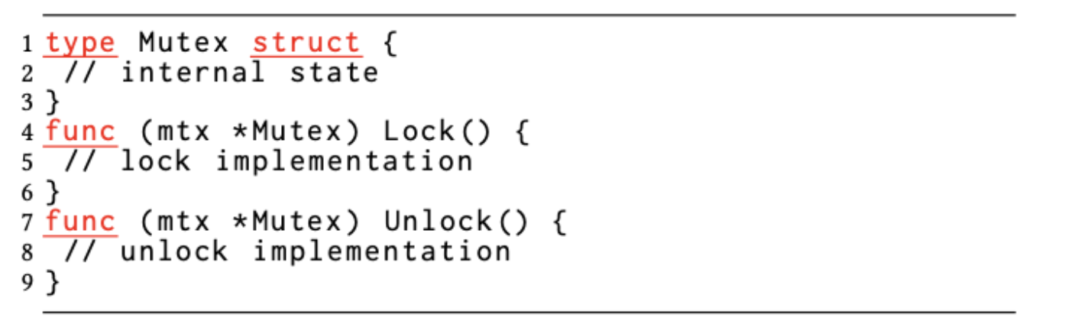 1 type Mutex struct {
2 // internal state
3 }
4 func (mtx *Mutex) Lock() {
5 // lock implementation
6 }
7 func (mtx *Mutex) Unlock() {
8 // unlock implementation
9 }